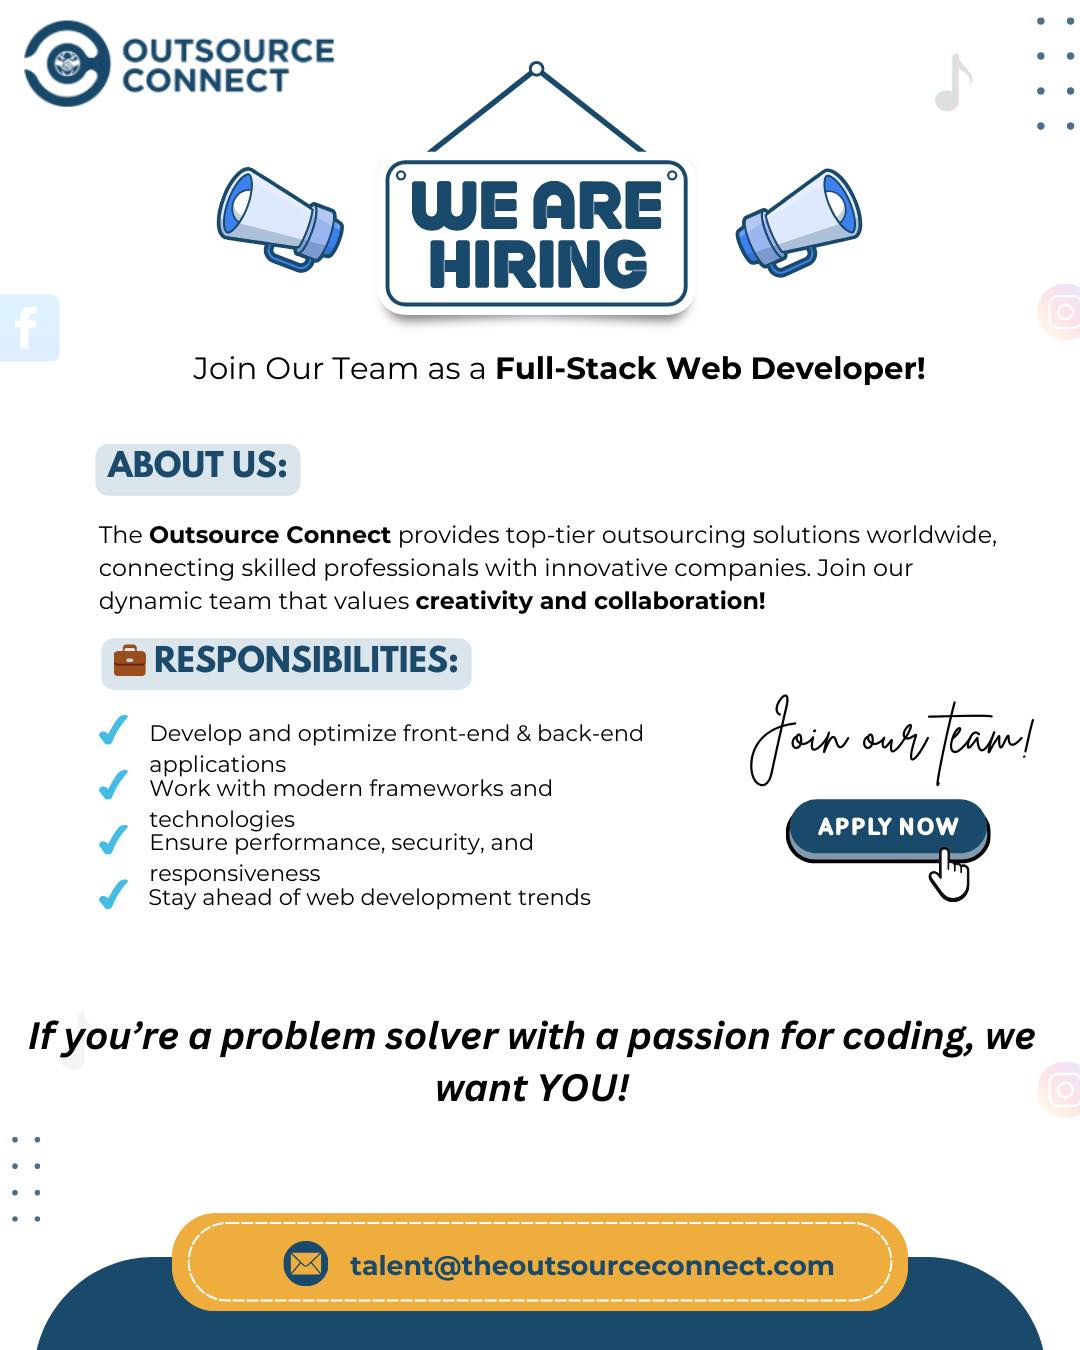 OUTSOURCE
CONNECT
WE ARE
HIRING
f
Join Our Team as a Full-Stack Web Developer!
ABOUT US:
The Outsource Connect provides top-tier outsourcing solutions worldwide,
connecting skilled professionals with innovative companies. Join our
dynamic team that values creativity and collaboration!
RESPONSIBILITIES:
Develop and optimize front-end & back-end
applications
Work with modern frameworks and
technologies
Ensure performance, security, and
responsiveness
Stay ahead of web development trends
Join our team!
APPLY NOW
If you’re a problem solver with a passion for coding, we
want YOU!
talent@theoutsourceconnect.com